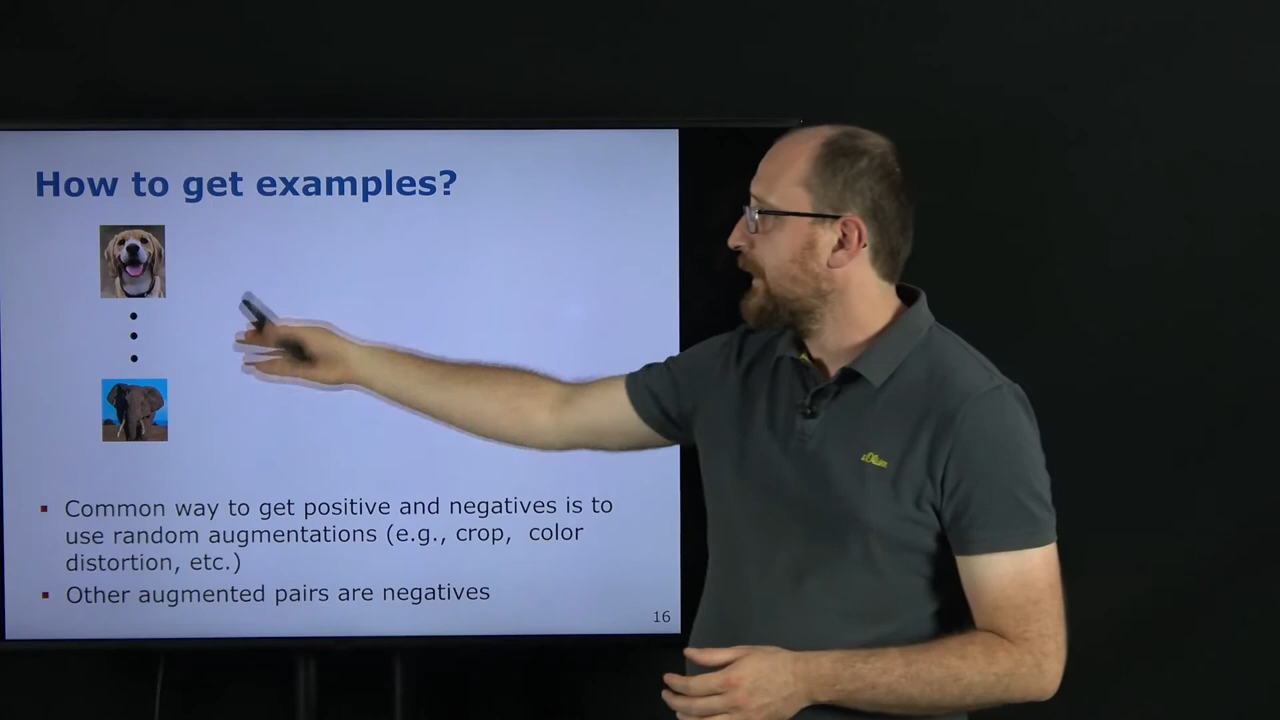 How to get examples?
Common way to get positive and negatives is to
use random augmentations (e.g., crop, color
distortion, etc.)
Other augmented pairs are negatives
16
s.Oliver